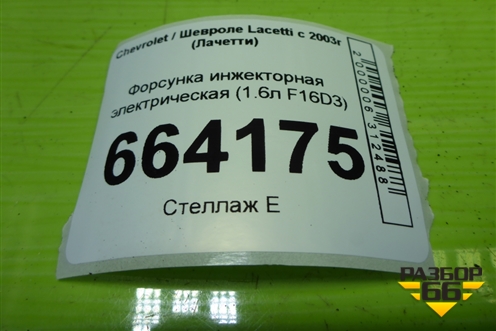 Chevrolet / Шевроле Lacetti с 2003г
(Лачетти)
Форсунка инжекторная
электрическая (1.6л F16D3)
664175
Стеллаж Е
2000006312488
РАЗБОР
66